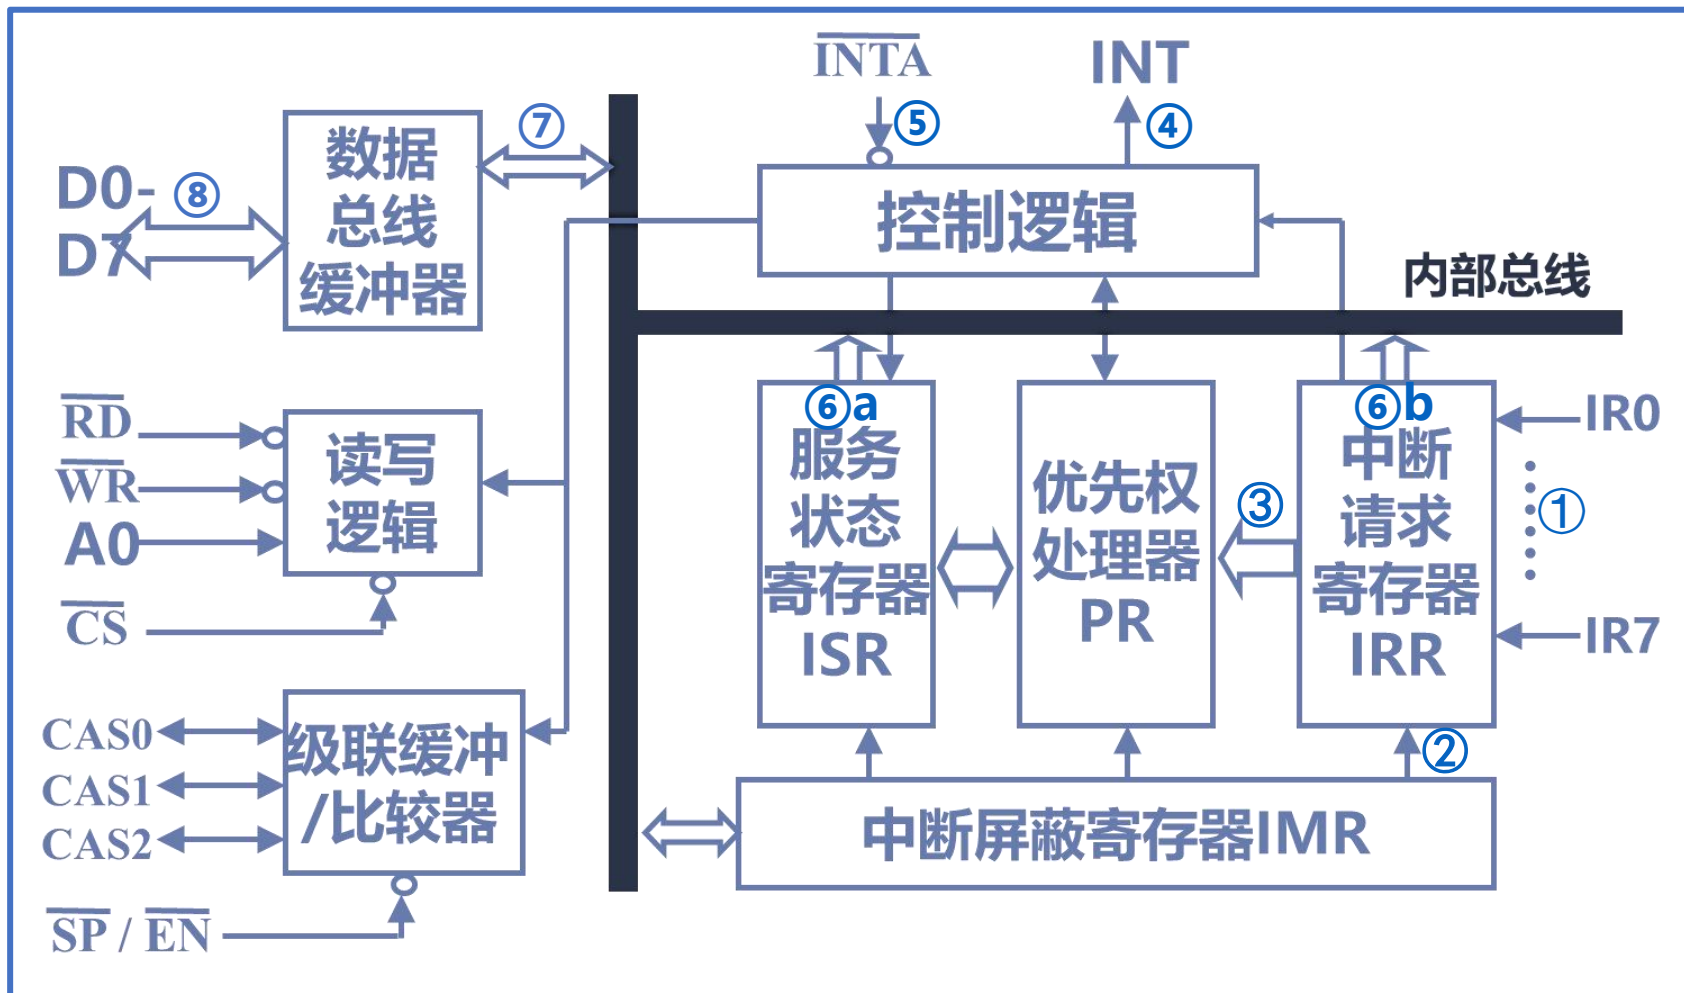 INTA
INT
⑤
④
⑦
数据
总线
缓冲器
D0-
D7
⑧
控制逻辑
内部总线
RD
WR
A0
CS
读写
逻辑
⑥a
服务
状态
寄存器
ISR
优先权
处理器
PR
③
⑥b
中断
请求
寄存器
IRR
IR0
①
IR7
②
CAS0
CAS1
CAS2
级联缓冲
/比较器
中断屏蔽寄存器IMR
SP / EN